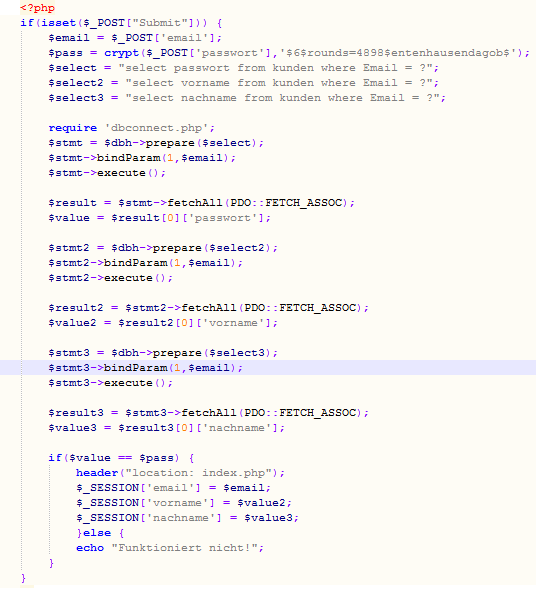 <?php
if(isset($_POST["Submit"])) {
    $email = $_POST['email'];
    $pass = crypt($_POST['passwort'],'$6$rounds=4898$entenhausendagob$');
    $select = "select passwort from kunden where Email = ?";
    $select2 = "select vorname from kunden where Email = ?";
    $select3 = "select nachname from kunden where Email = ?";

    require 'dbconnect.php';
    $stmt = $dbh->prepare($select);
    $stmt->bindParam(1,$email);
    $stmt->execute();

    $result = $stmt->fetchAll(PDO::FETCH_ASSOC);
    $value = $result[0]['passwort'];

    $stmt2 = $dbh->prepare($select2);
    $stmt2->bindParam(1,$email);
    $stmt2->execute();

    $result2 = $stmt2->fetchAll(PDO::FETCH_ASSOC);
    $value2 = $result2[0]['vorname'];

    $stmt3 = $dbh->prepare($select3);
    $stmt3->bindParam(1,$email);
    $stmt3->execute();

    $result3 = $stmt3->fetchAll(PDO::FETCH_ASSOC);
    $value3 = $result3[0]['nachname'];

    if($value == $pass) {
        header("location: index.php");
        $_SESSION['email'] = $email;
        $_SESSION['vorname'] = $value2;
        $_SESSION['nachname'] = $value3;
        }else {
        echo "Funktioniert nicht!";
    }
}